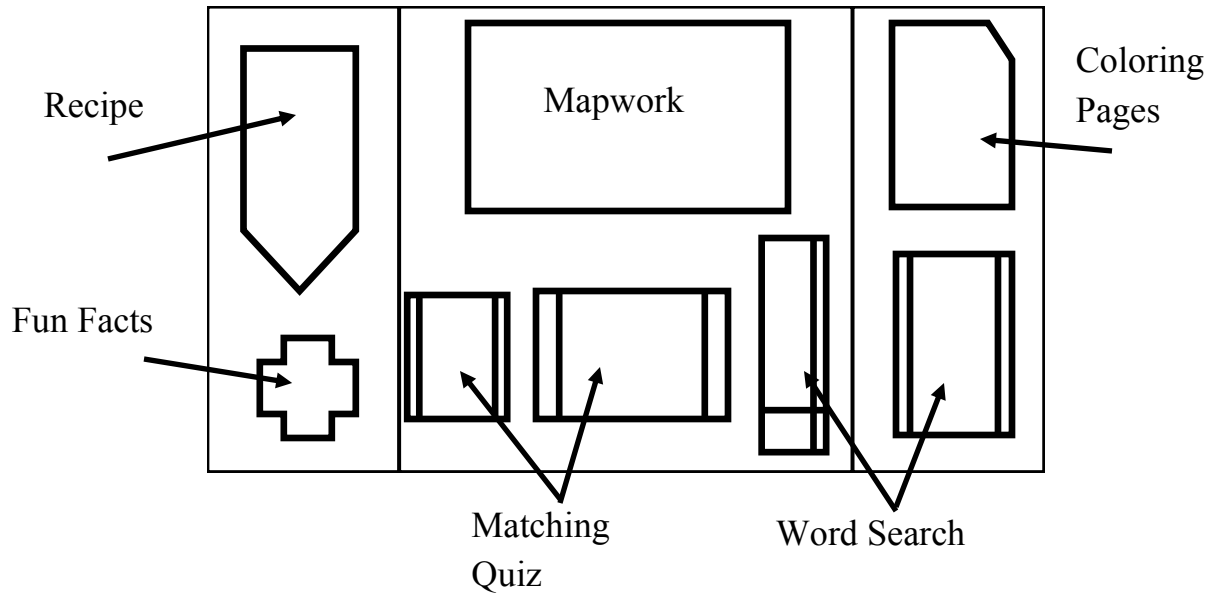 Recipe
Mapwork
Coloring
Pages
Fun Facts
Matching
Quiz
Word Search